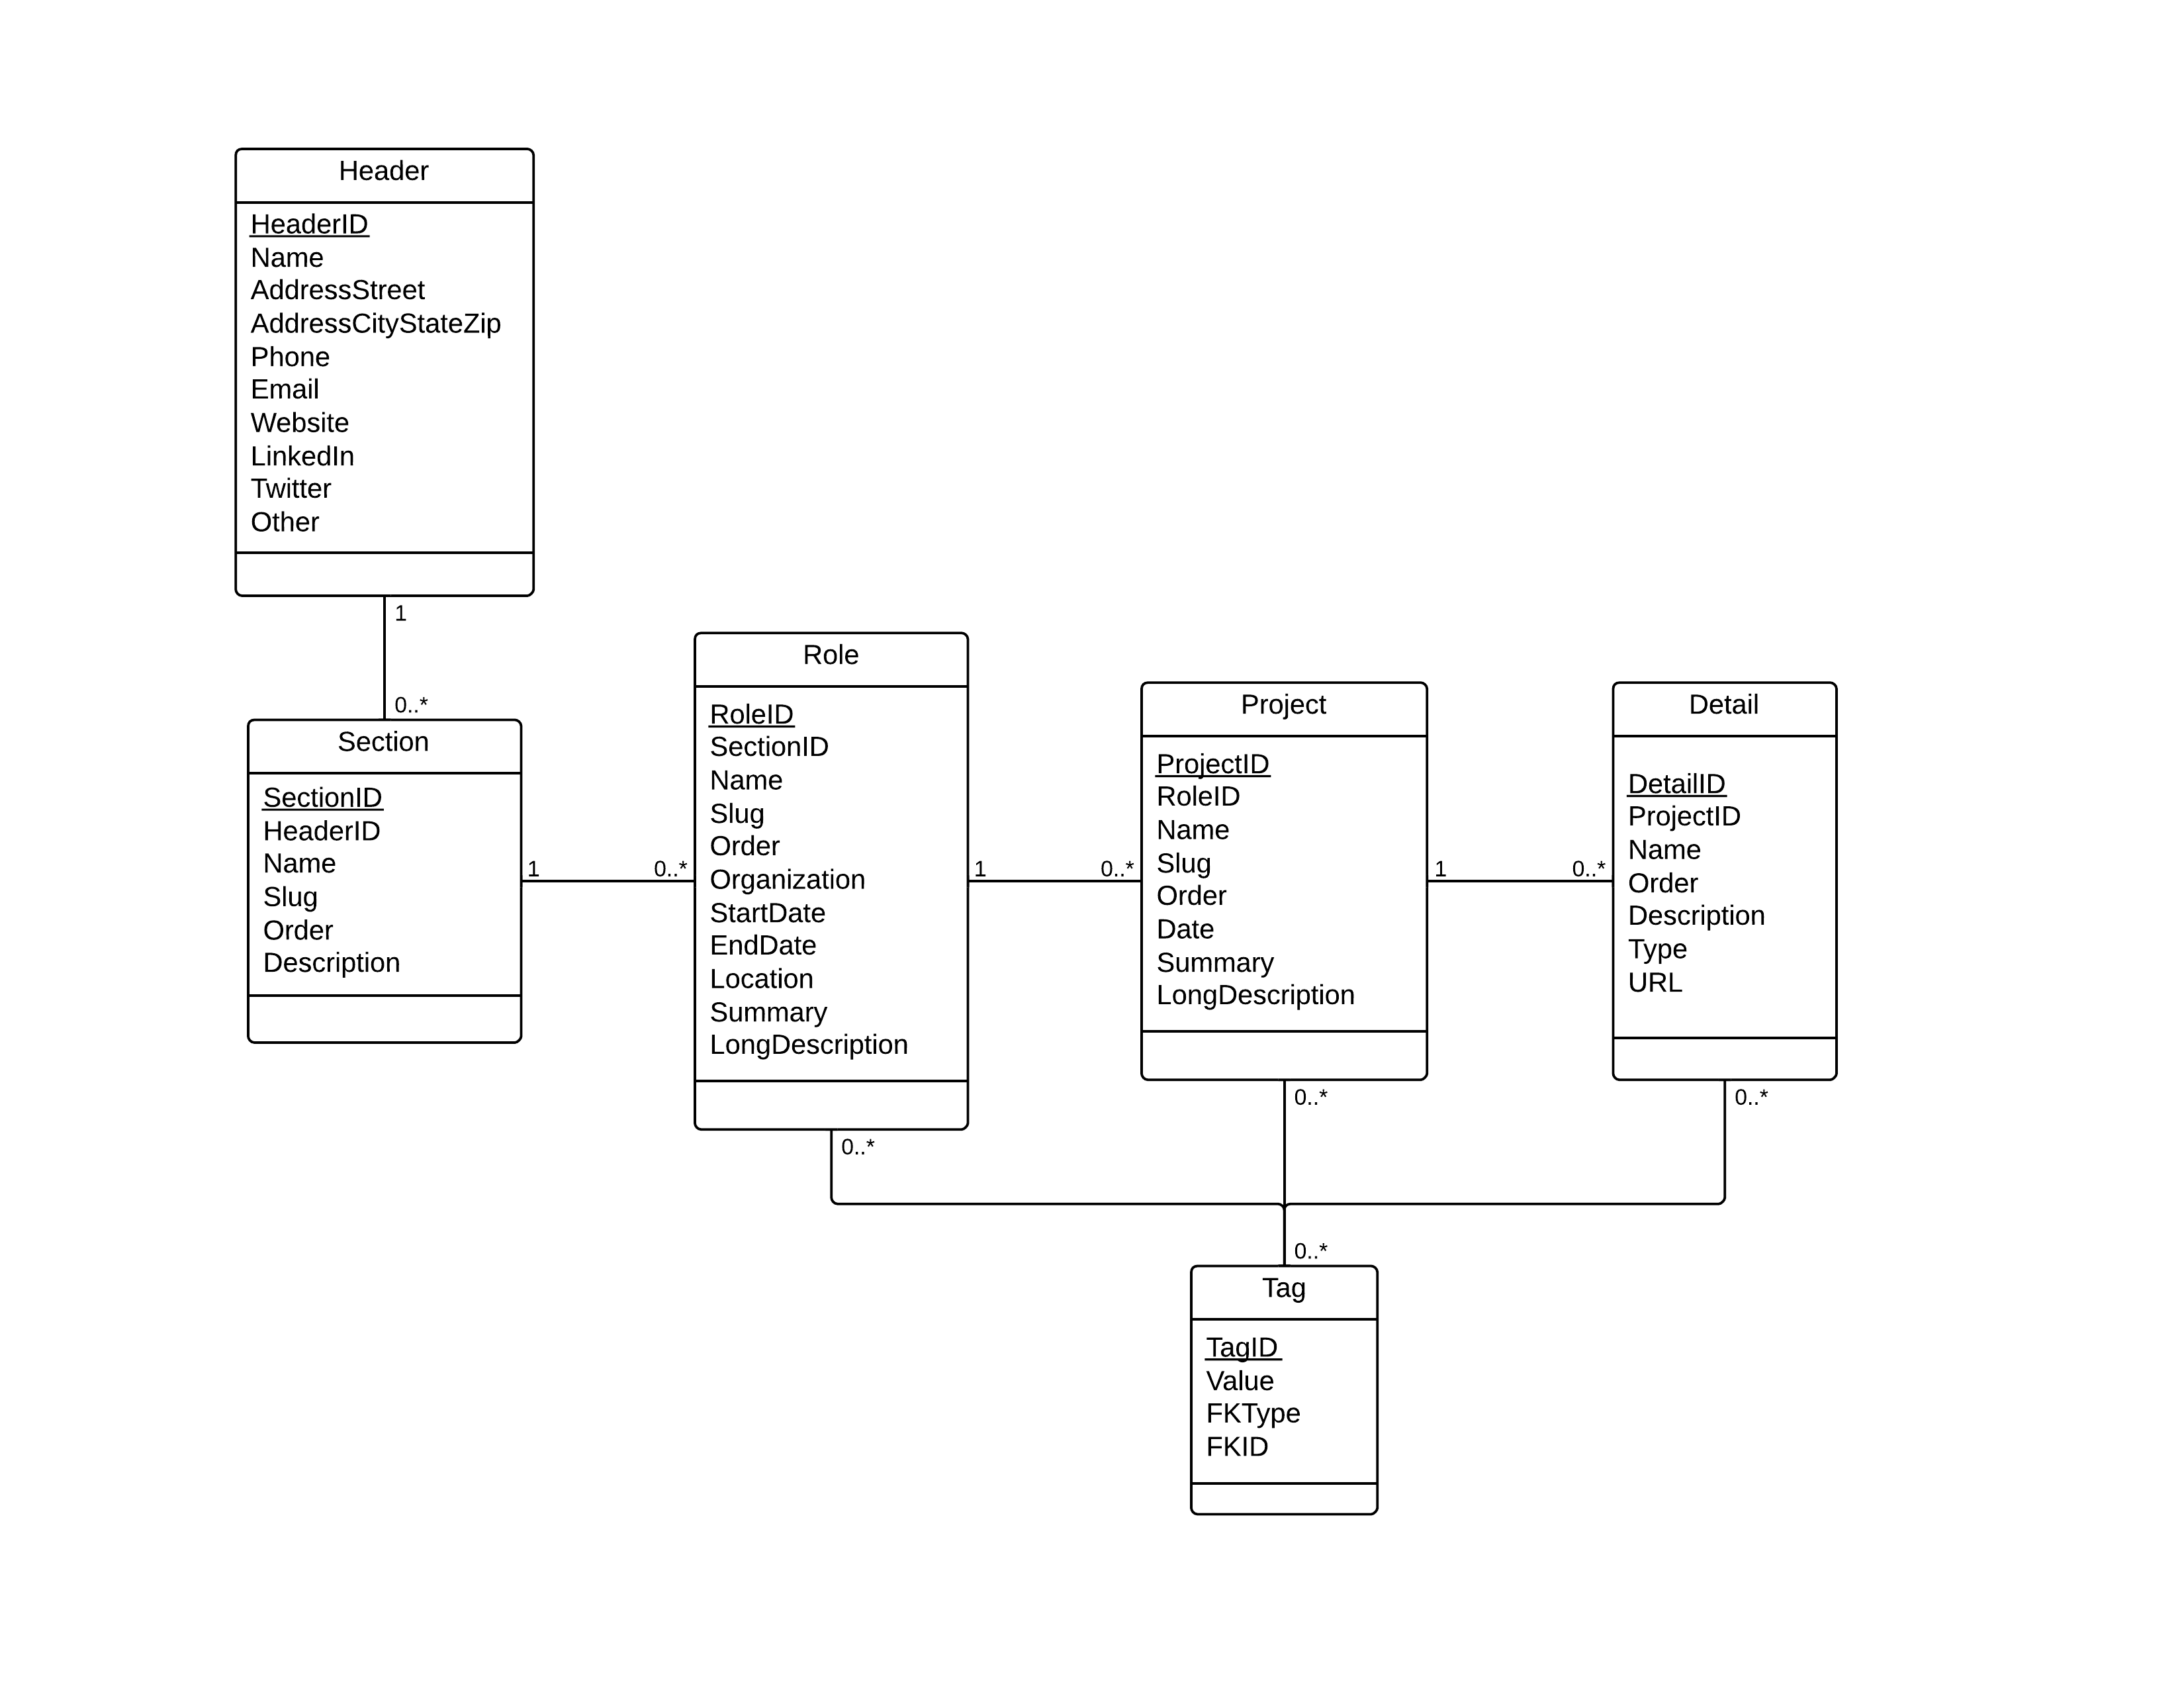 Header
HeaderID
Name
AddressStreet
AddressCityStateZip
Phone
Email
Website
LinkedIn
Twitter
Other
1
0..*
Section
SectionID
HeaderID
Name
Slug
Order
Description
1
0..*
Role
RoleID
SectionID
Name
Slug
Order
Organization
StartDate
EndDate
Location
Summary
LongDescription
1
0..*
0..*
Project
ProjectID
RoleID
Name
Slug
Order
Date
Summary
LongDescription
1
0..*
0..*
Detail
DetailID
ProjectID
Name
Order
Description
Type
URL
0..*
0..*
Tag
TagID
Value
FKType
FKID